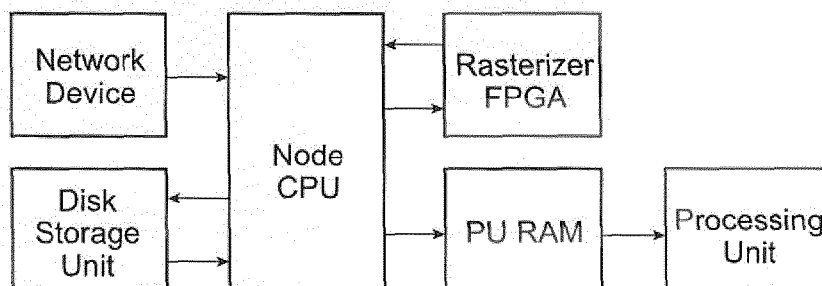 Network
Device
Disk
Storage
Unit
Node
CPU
Rasterizer
FPGA
PU RAM
Processing
Unit